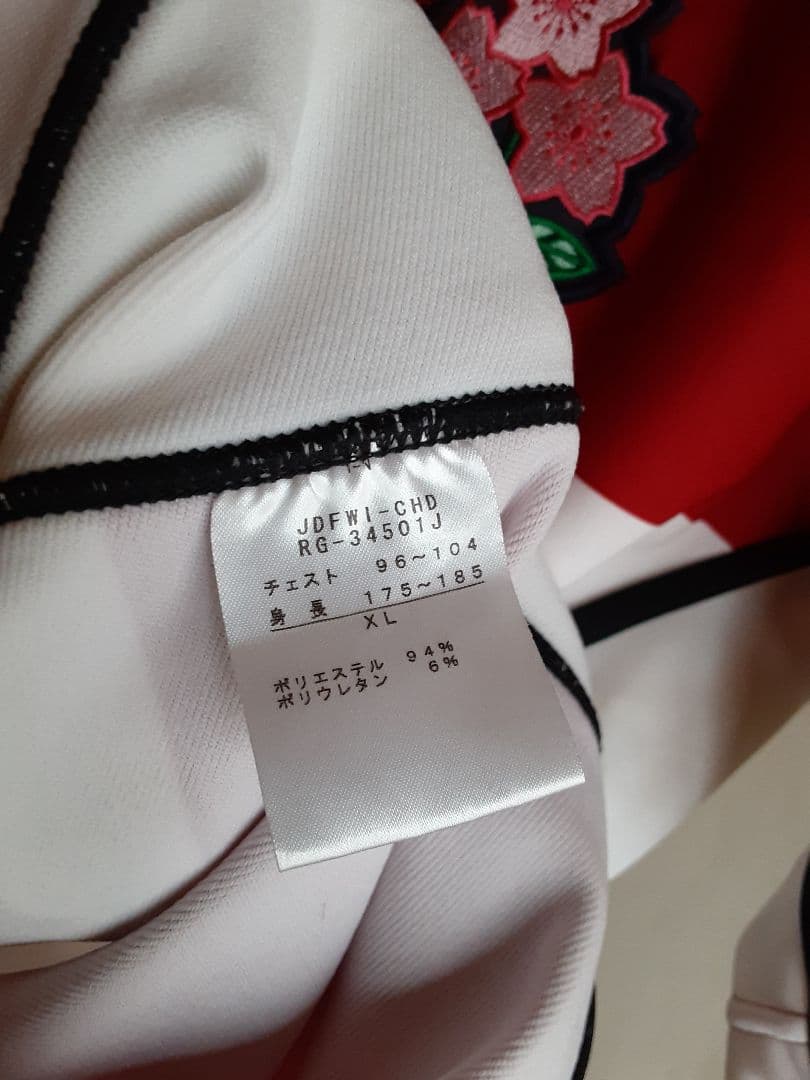 JDFWI-CHD
RG-34501J
チェスト 96~104
身長 175~185
XL
ポリエステル 94%
ポリウレタン 6%